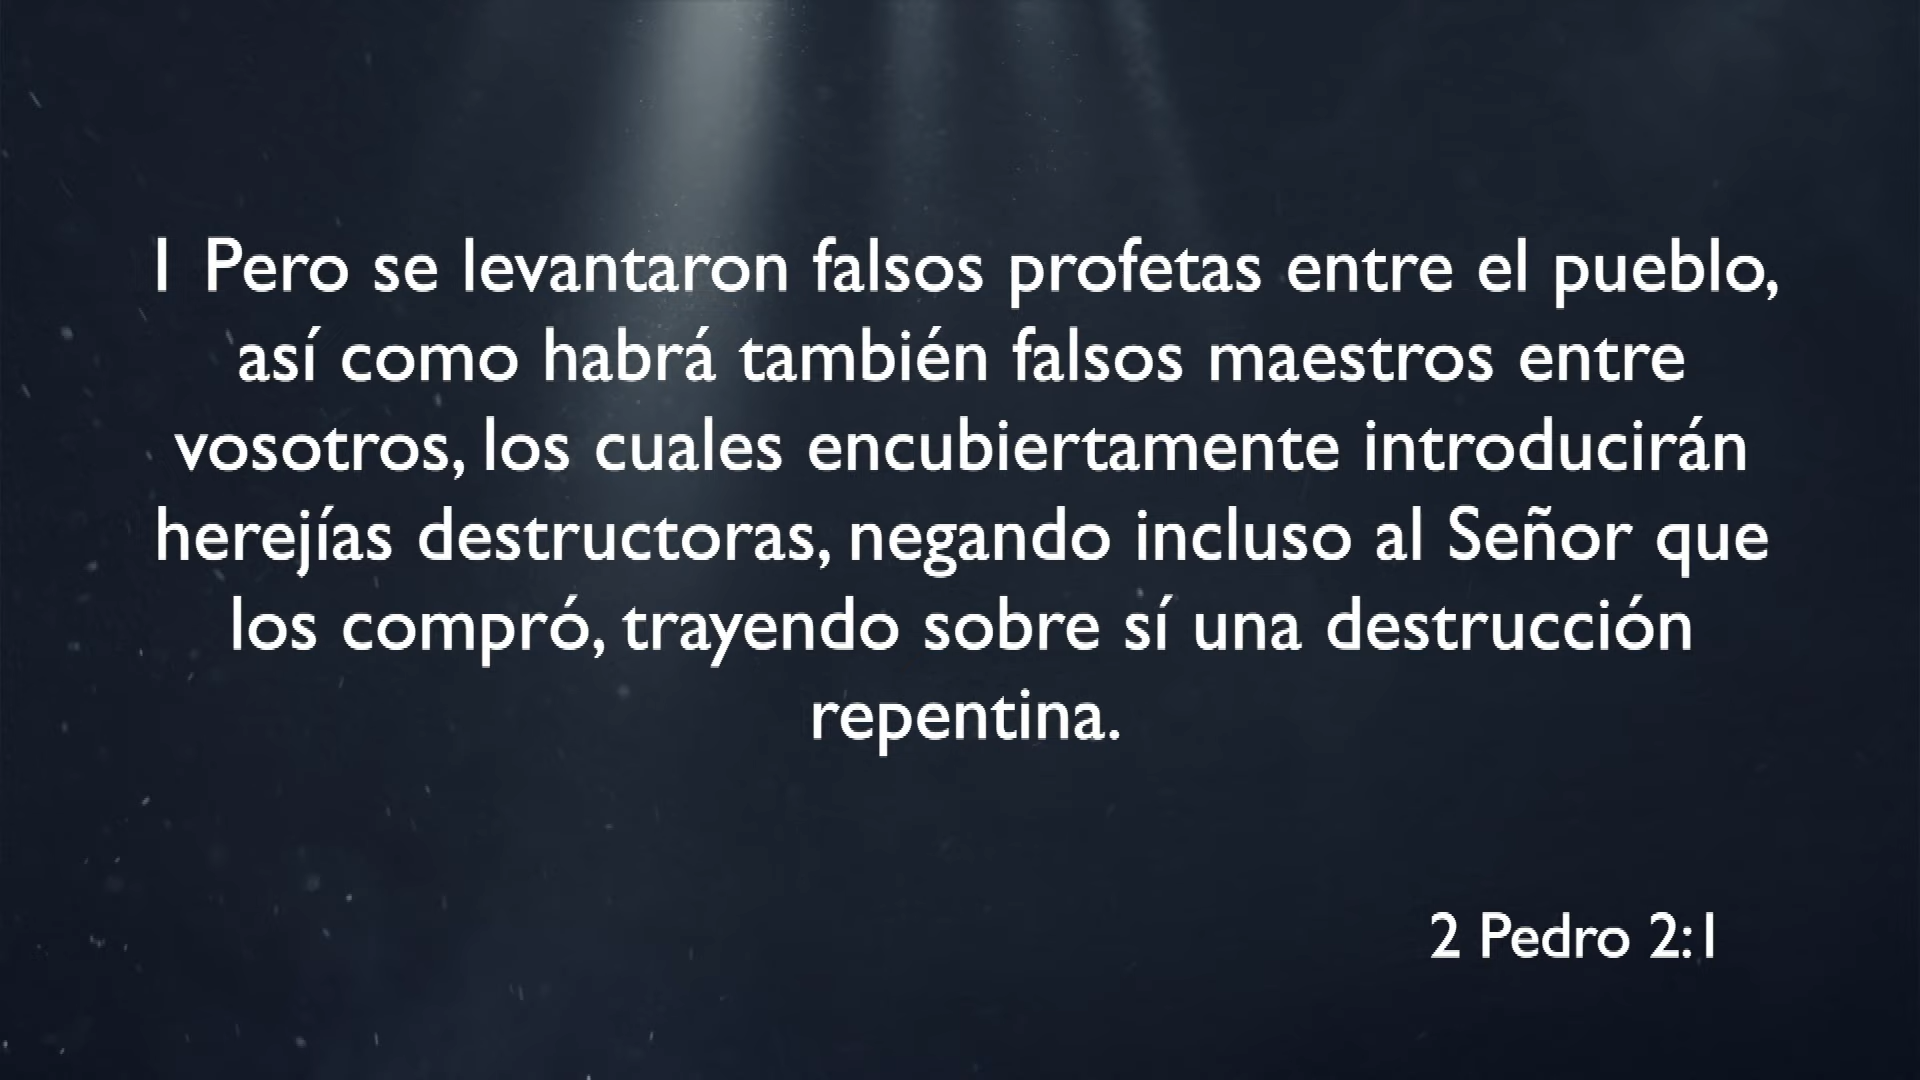 1 Pero se levantaron falsos profetas entre el pueblo,
así como habrá también falsos maestros entre
vosotros, los cuales encubiertamente introducirán
herejías destructoras, negando incluso al Señor que
los compró, trayendo sobre sí una destrucción
repentina.
2 Pedro 2:1